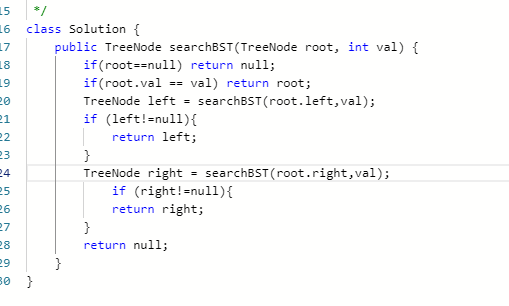 15 */
16 class Solution {
17 public TreeNode searchBST(TreeNode root, int val) {
18 if(root==null) return null;
19 if(root.val == val) return root;
20 TreeNode left = searchBST(root.left,val);
21 if (left!=null){
22 return left;
23 }
24 TreeNode right = searchBST(root.right,val);
25 if (right!=null){
26 return right;
27 }
28 return null;
29 }
30 }